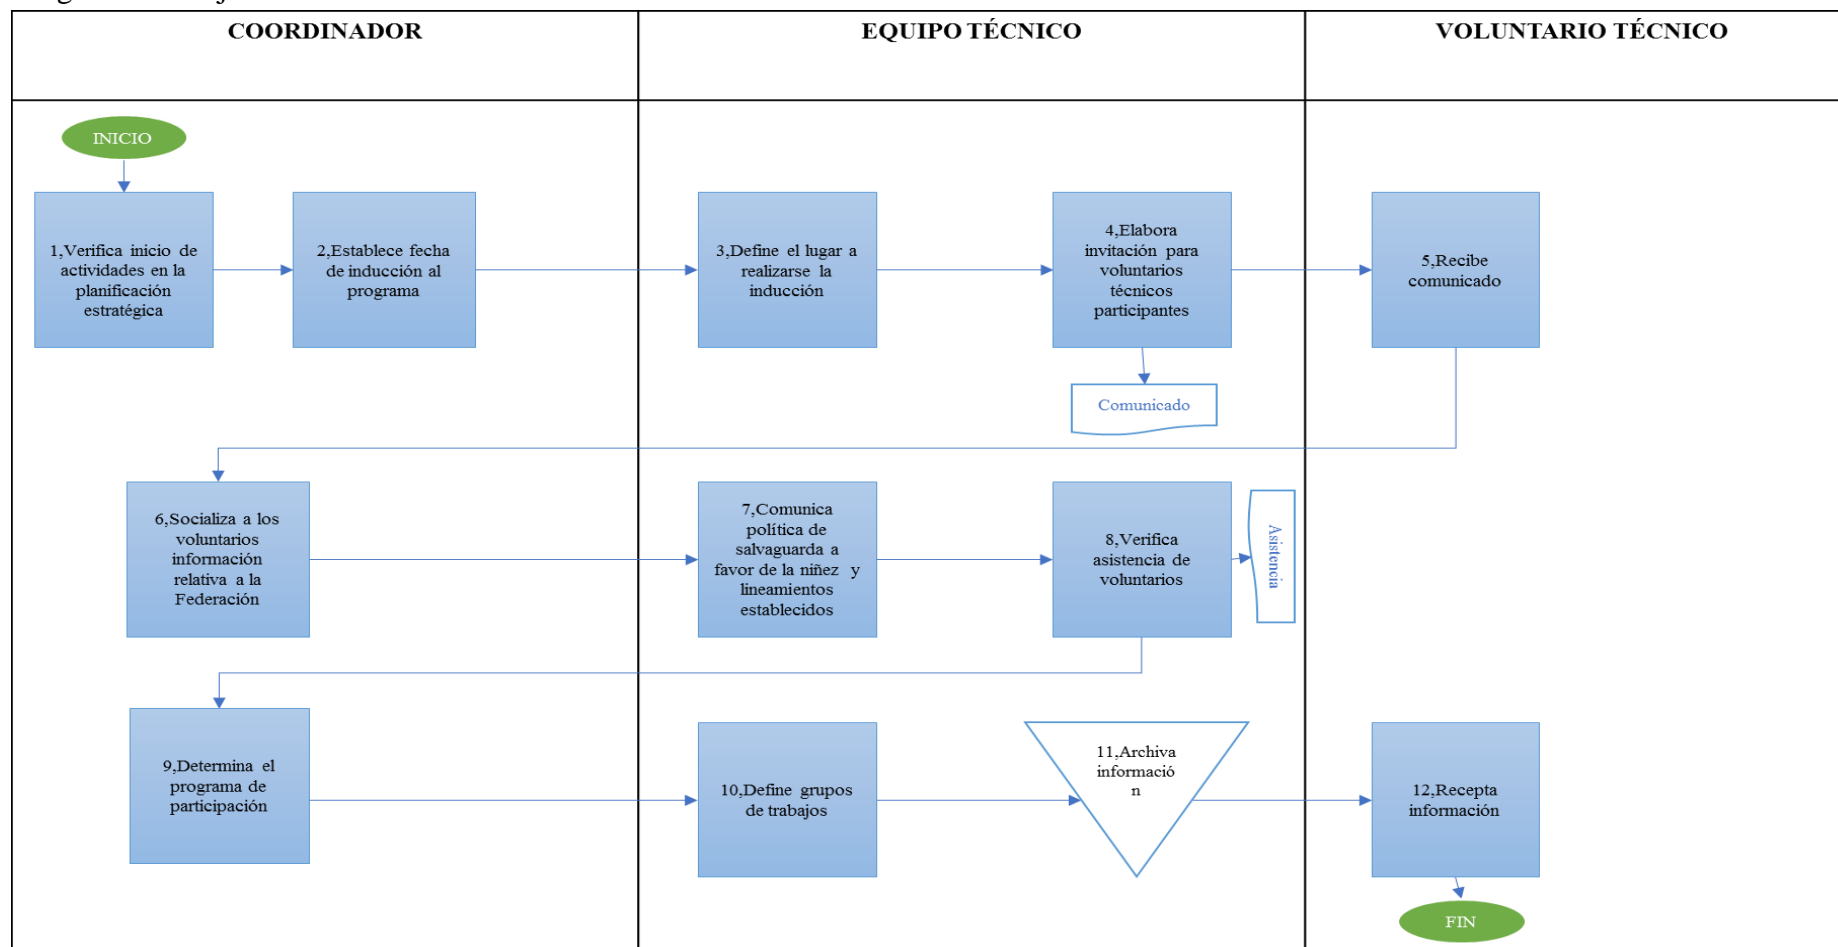 COORDINADOR
EQUIPO TÉCNICO
VOLUNTARIO TÉCNICO
INICIO
1,Verifica inicio de
actividades en la
planificación
estratégica
2,Establece fecha
de inducción al
programa
3,Define el lugar a
realizarse la
inducción
4,Elabora
invitación para
voluntarios
técnicos
participantes
5,Recibe
comunicado
Comunicado
6,Socializa a los
voluntarios
información
relativa a la
Federación
7,Comunica
política de
salvaguarda a
favor de la niñez y
lineamientos
establecidos
8,Verifica
asistencia de
voluntarios
Asistencia
9,Determina el
programa de
participación
10,Define grupos
de trabajos
11,Archiva
informació
n
12,Recepta
información
FIN